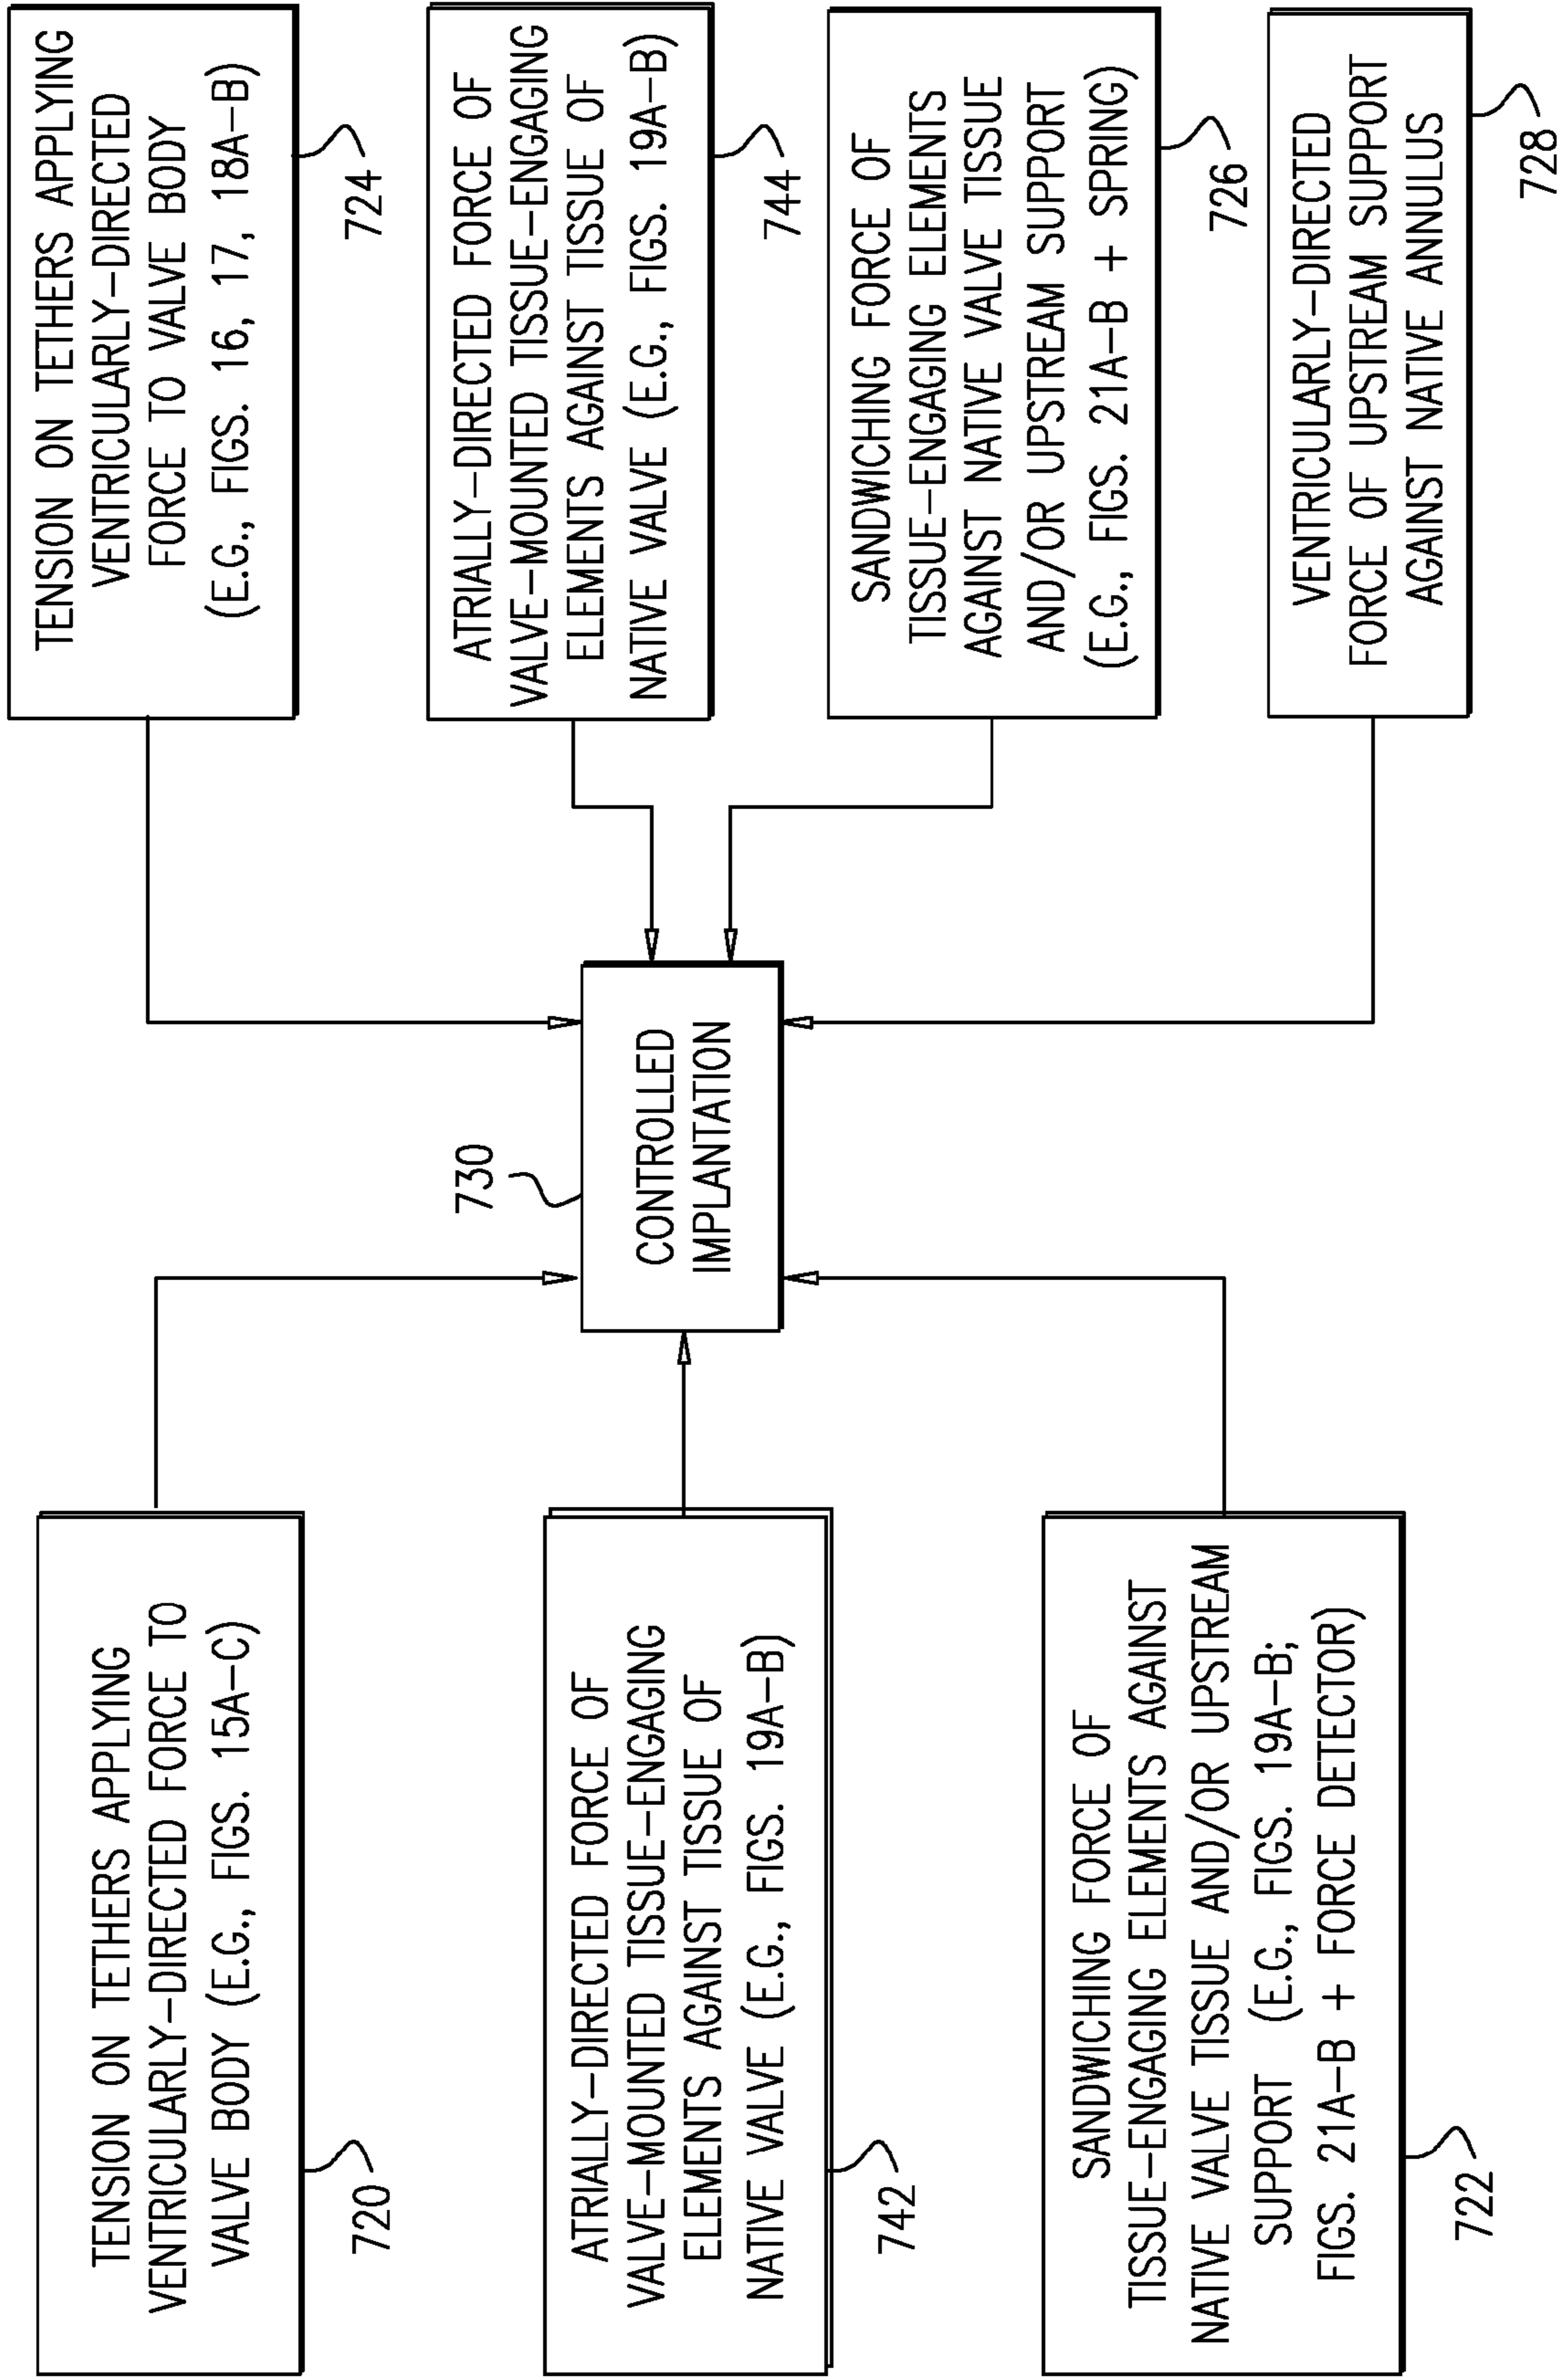 TENSION ON TETHERS APPLYING
VENTRICULARLY-DIRECTED FORCE TO
VALVE BODY (E.G., FIGS. 15A-C)
720
ATRIALLY-DIRECTED FORCE OF
VALVE-MOUNTED TISSUE-ENGAGING
ELEMENTS AGAINST TISSUE OF
NATIVE VALVE (E.G., FIGS. 19A-B)
742
SANDWICHING FORCE OF
TISSUE-ENGAGING ELEMENTS AGAINST
NATIVE VALVE TISSUE AND/OR UPSTREAM
SUPPORT (E.G., FIGS. 19A-B;
FIGS. 21A-B + FORCE DETECTOR)
722
730
CONTROLLED
IMPLANTATION
TENSION ON TETHERS APPLYING
VENTRICULARLY-DIRECTED
FORCE TO VALVE BODY
(E.G., FIGS. 16, 17, 18A-B)
724
ATRIALLY-DIRECTED FORCE OF
VALVE-MOUNTED TISSUE-ENGAGING
ELEMENTS AGAINST TISSUE OF
NATIVE VALVE (E.G., FIGS. 19A-B)
744
SANDWICHING FORCE OF
TISSUE-ENGAGING ELEMENTS
AGAINST NATIVE VALVE TISSUE
AND/OR UPSTREAM SUPPORT
(E.G., FIGS. 21A-B + SPRING)
726
VENTRICULARLY-DIRECTED
FORCE OF UPSTREAM SUPPORT
AGAINST NATIVE ANNULUS
728